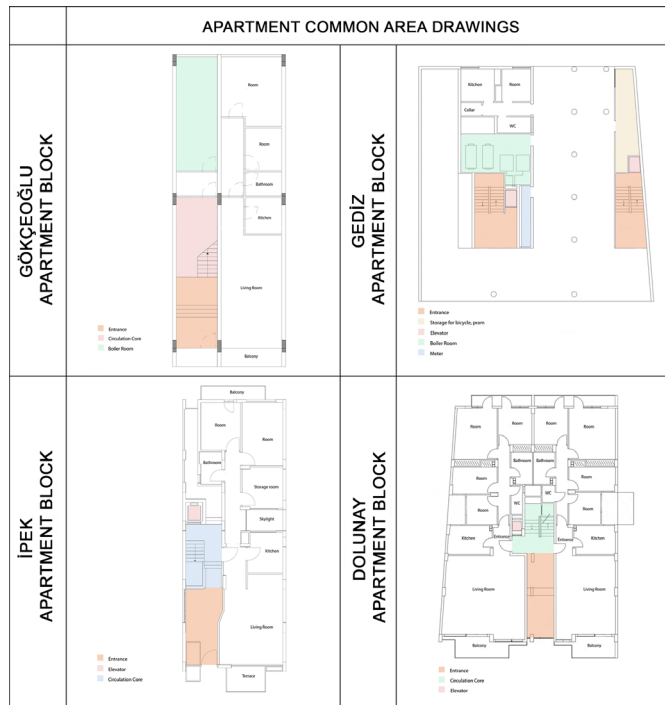 APARTMENT COMMON AREA DRAWINGS
GÖKÇEOĞLU
APARTMENT BLOCK
Room
Room
Bathroom
Kitchen
Living Room
Balcony
Entrance
Circulation Core
Boiler Room
GEDİZ
APARTMENT BLOCK
Kitchen
Room
Cellar
WC
Entrance
Storage for bicycle, pram
Elevator
Boiler Room
Meter
İPEK
APARTMENT BLOCK
Balcony
Room
Room
Bathroom
Storage room
Skylight
Kitchen
Living Room
Terrace
Entrance
Elevator
Circulation Core
DOLUNAY
APARTMENT BLOCK
Room
Room
Room
Room
Bathroom
Bathroom
Room
Room
WC
WC
Room
Room
Kitchen
Entrance
Entrance
Kitchen
Living Room
Living Room
Balcony
Balcony
Entrance
Circulation Core
Elevator